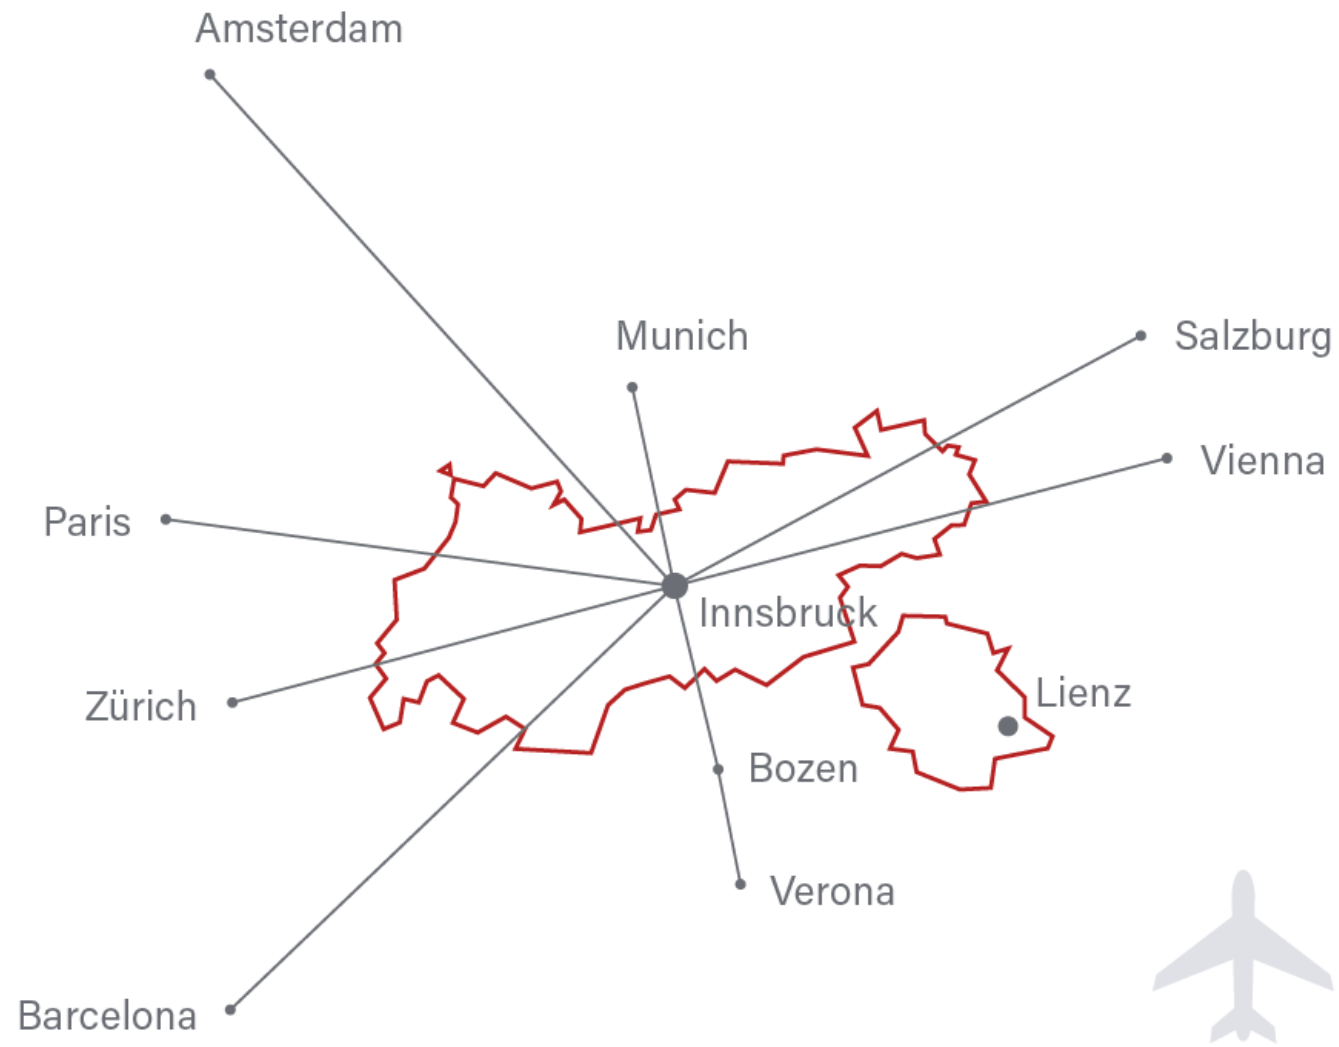 Amsterdam
Munich
Salzburg
Vienna
Paris
Innsbruck
Lienz
Zürich
Bozen
Verona
Barcelona